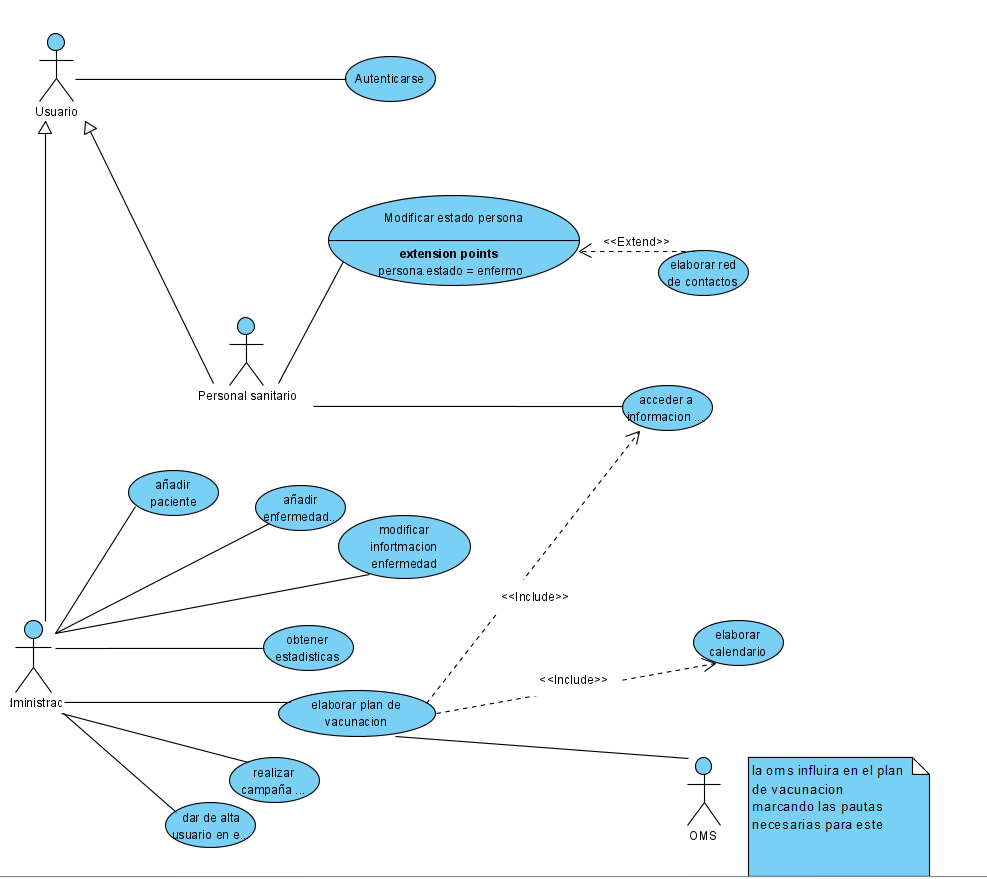 Autenticarse
Usuario
Modificar estado persona
extension points
persona.estado = enfermo
<<Extend>>
elaborar red
de contactos
Personal sanitario
acceder a
informacion ...
añadir
paciente
añadir
enfermedad..
modificar
infortmacion
enfermedad
<<Include>>
obtener
estadisticas
elaborar
calendario
<<Include>>
dministrac
elaborar plan de
vacunacion
realizar
campaña ...
dar de alta
usuario en e..
OMS
la oms influira en el plan
de vacunacion
marcando las pautas
necesarias para este